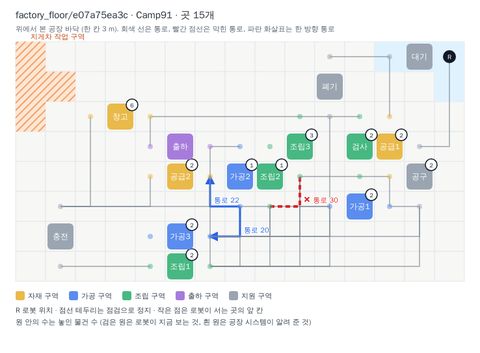 factory_floor/e07a75ea3c · Camp91 · 곳 15개
위에서 본 공장 바닥 (한 칸 3 m). 회색 선은 통로, 빨간 점선은 막힌 통로, 파란 화살표는 한 방향 통로
지게차 작업 구역
대기
R
폐기
창고
6
출하
조립3
3
검사
2
공급1
2
공급2
2
가공2
1
조립2
1
공구
2
통로 22
✕ 통로 30
가공1
2
충전
가공3
2
통로 20
조립1
2
자재 구역
가공 구역
조립 구역
출하 구역
지원 구역
R 로봇 위치 · 점선 테두리는 점검으로 정지 · 작은 점은 로봇이 서는 곳의 앞 칸
원 안의 수는 놓인 물건 수 (검은 원은 로봇이 지금 보는 것, 흰 원은 공장 시스템이 알려 준 것)